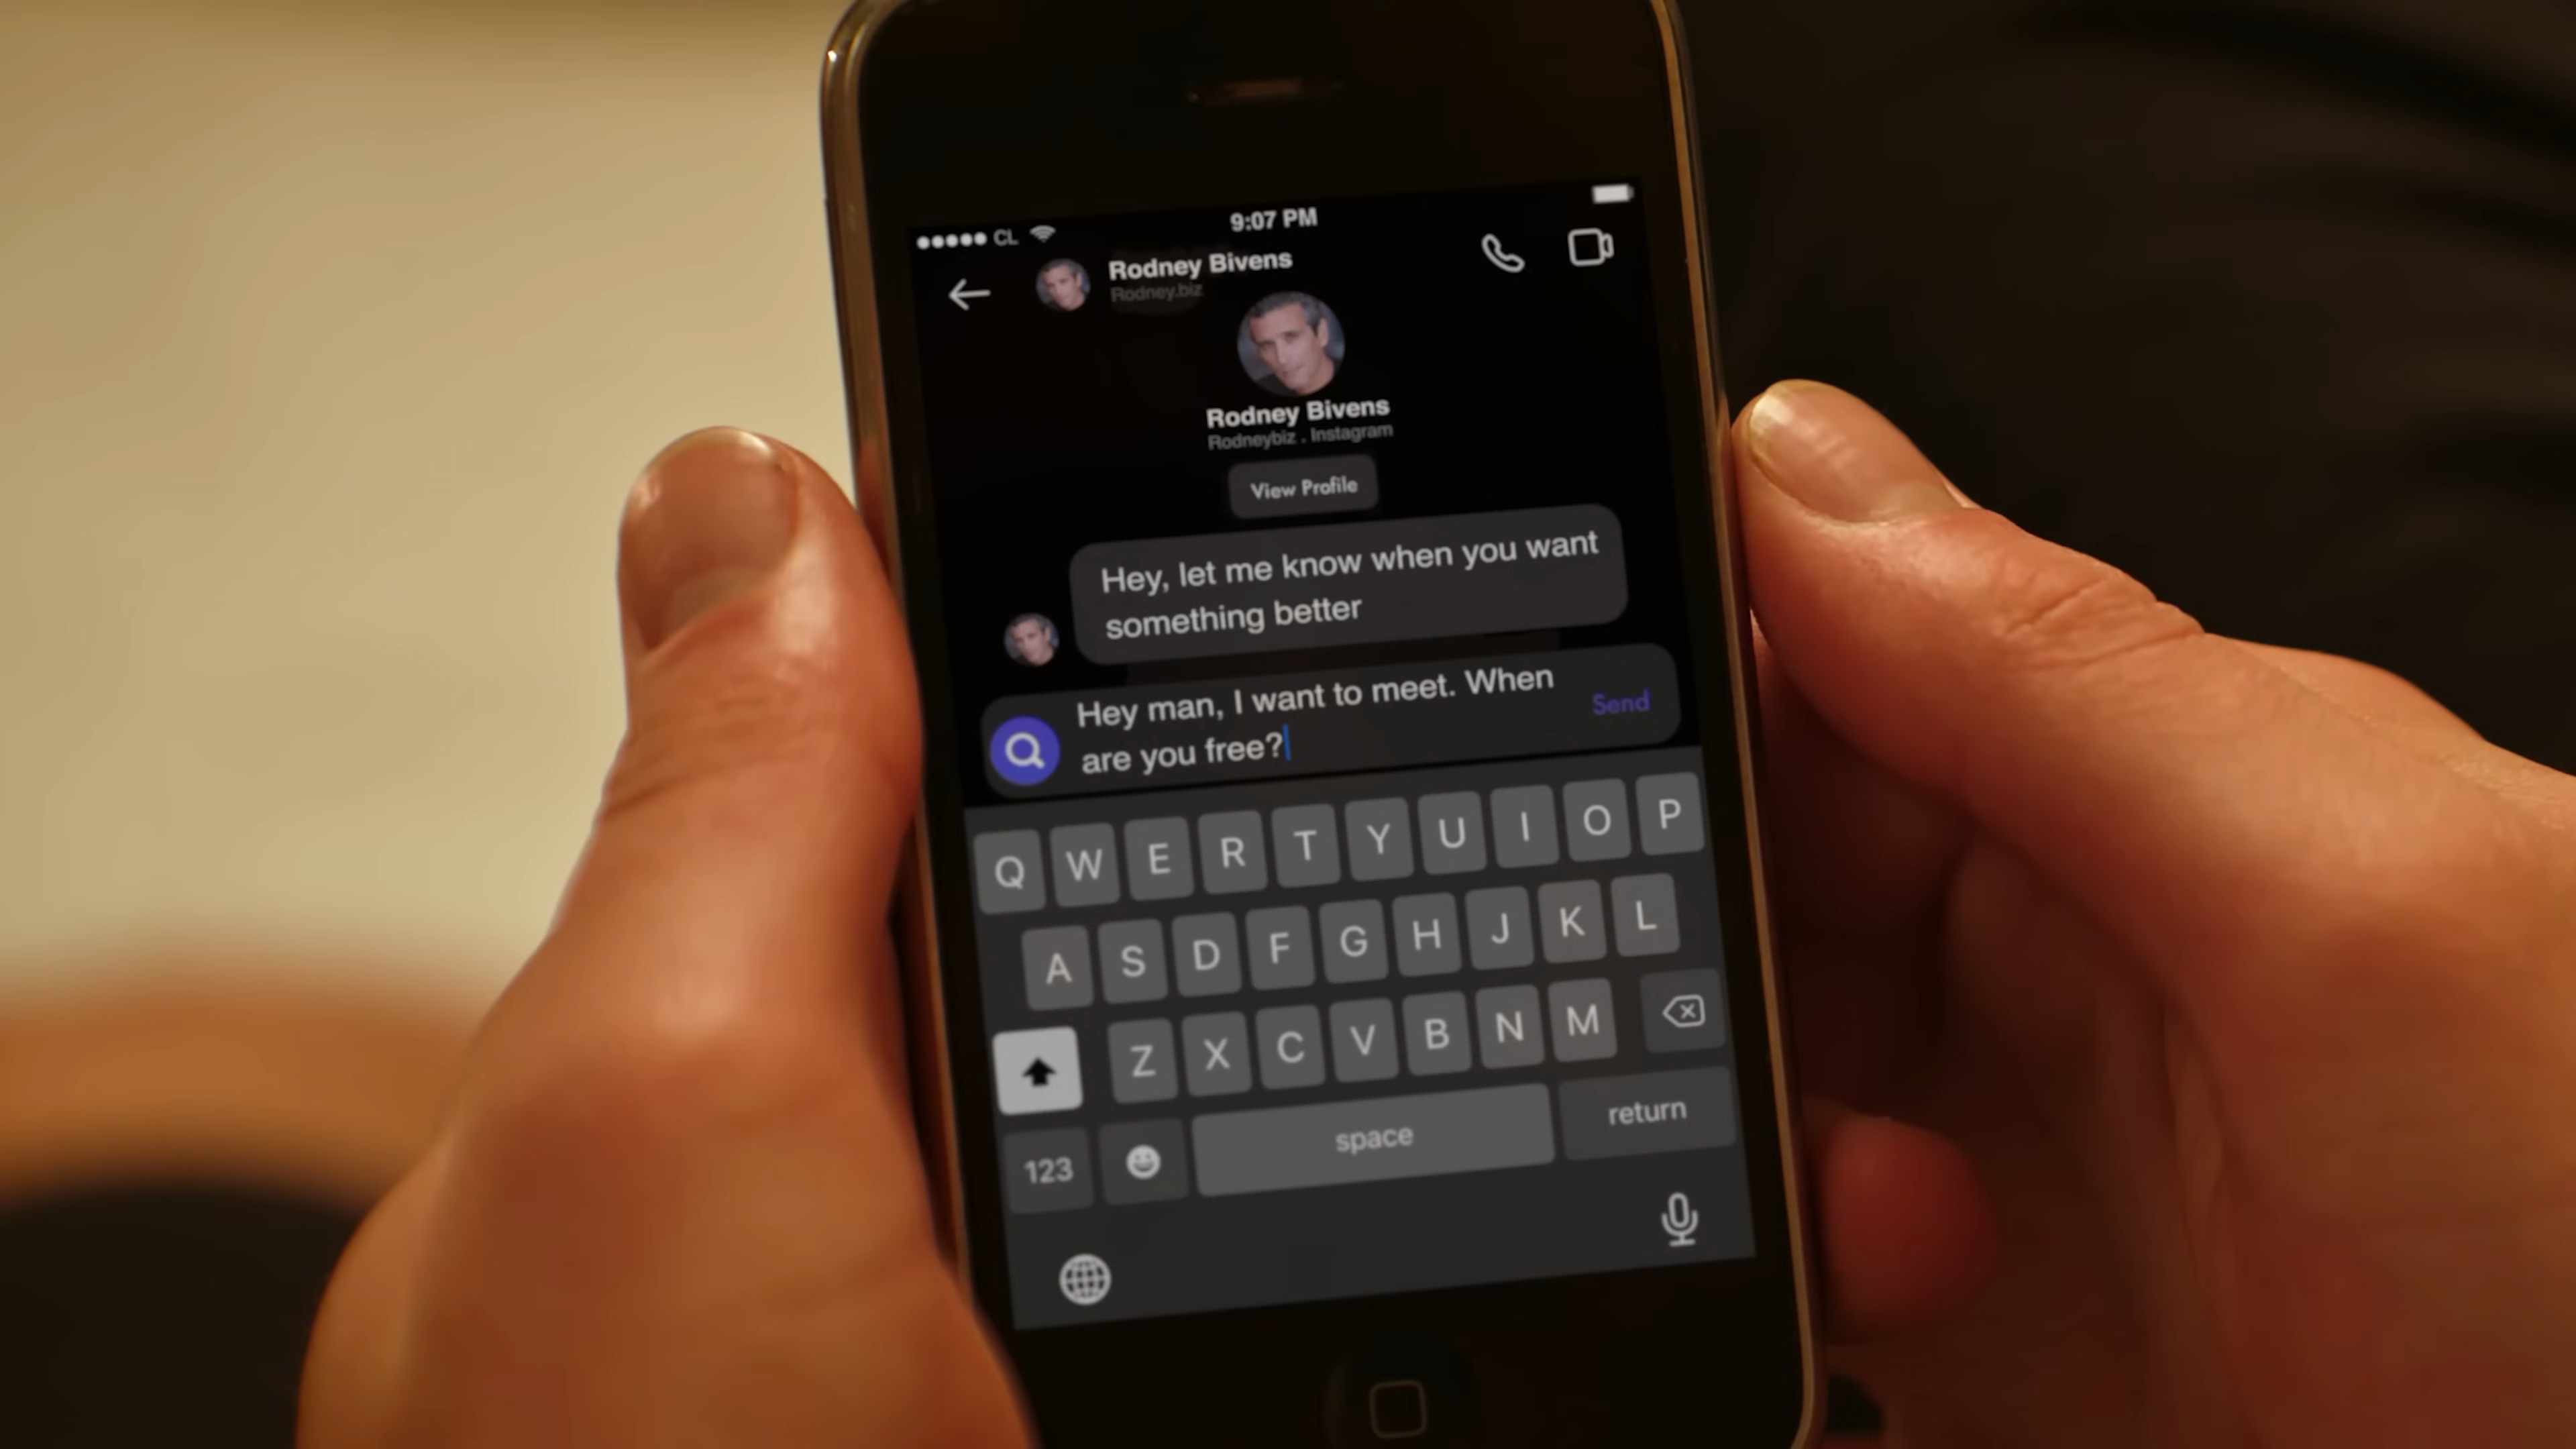 CL
9:07 PM
Rodney Bivens
Rodney.biz
Rodney Bivens
Rodneybiz . Instagram
View Profile
Hey, let me know when you want
something better
Hey man, I want to meet. When
are you free?
Send
Q W E R T Y U I O P
A S D F G H J K L
Z X C V B N M
123
space
return